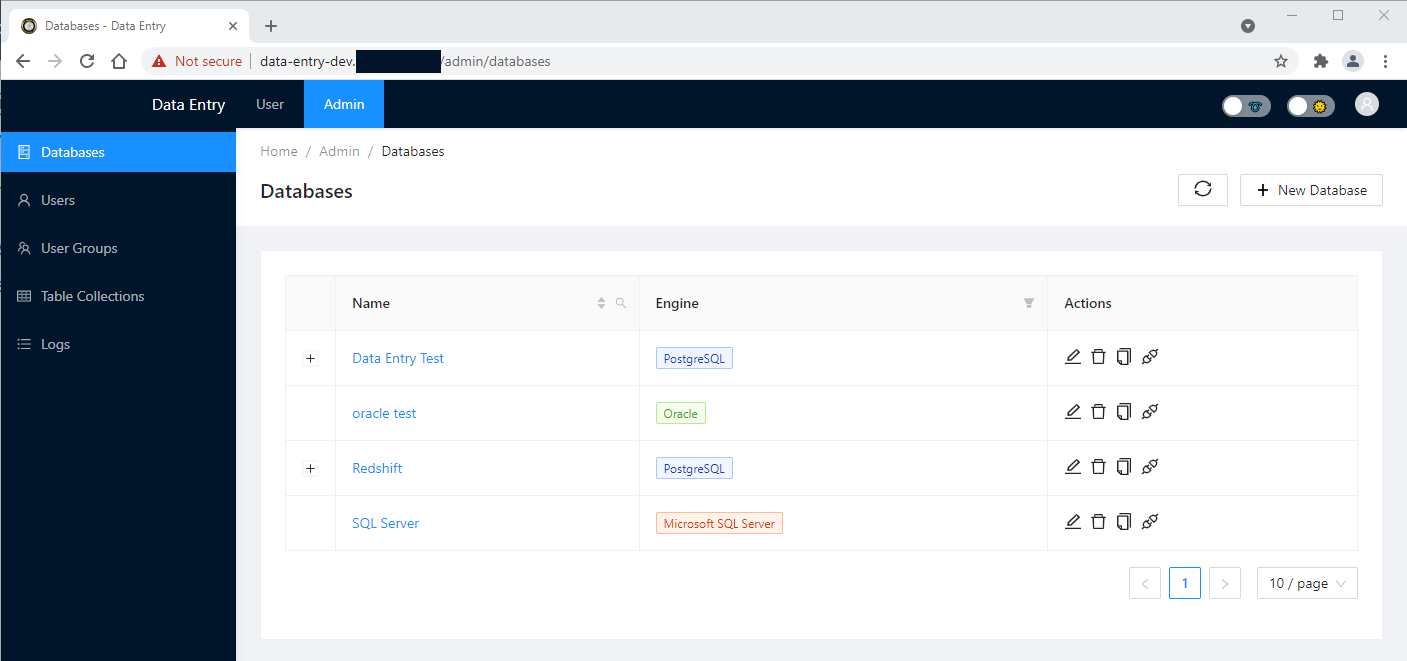 Databases - Data Entry
Not secure data-entry-dev. /admin/databases
Data Entry User Admin
Databases
Users
User Groups
Table Collections
Logs
Home / Admin / Databases
Databases
+ New Database
Name Engine Actions
+ Data Entry Test PostgreSQL
oracle test Oracle
+ Redshift PostgreSQL
SQL Server Microsoft SQL Server
< 1 > 10 / page